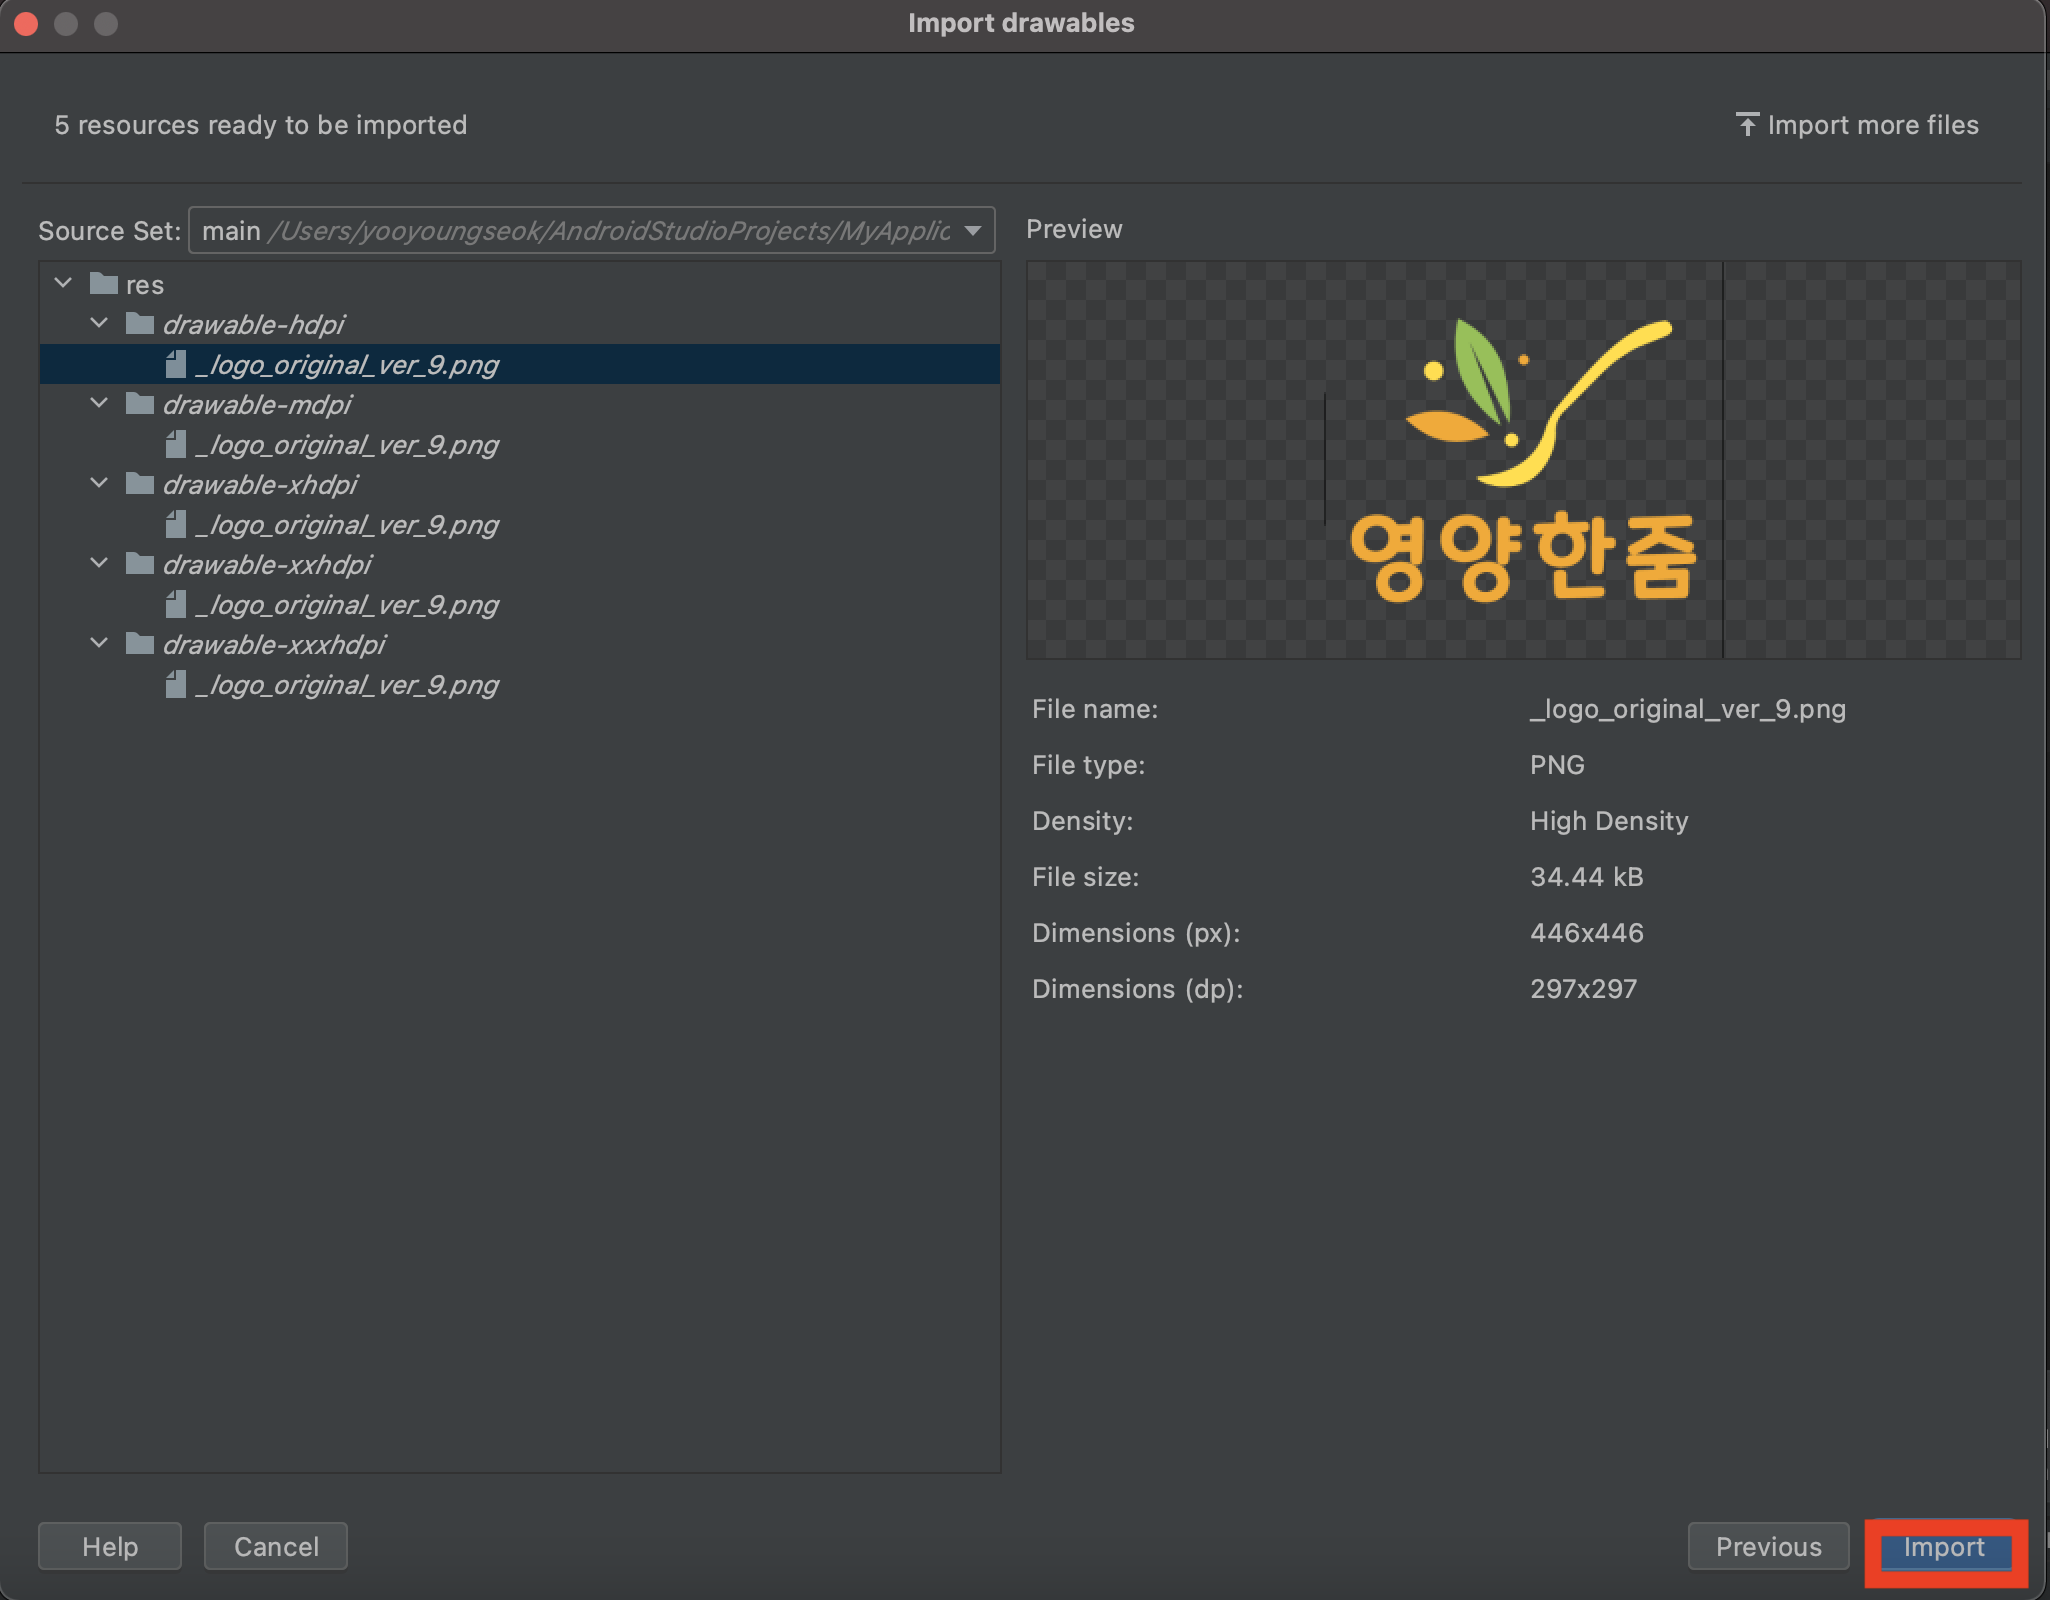 Import drawables
5 resources ready to be imported
Import more files
Source Set: main /Users/yooyoungseok/AndroidStudioProjects/MyApplic
res
drawable-hdpi
_logo_original_ver_9.png
drawable-mdpi
_logo_original_ver_9.png
drawable-xhdpi
_logo_original_ver_9.png
drawable-xxhdpi
_logo_original_ver_9.png
drawable-xxxhdpi
_logo_original_ver_9.png
Preview
영양한줌
File name: _logo_original_ver_9.png
File type: PNG
Density: High Density
File size: 34.44 kB
Dimensions (px): 446x446
Dimensions (dp): 297x297
Help Cancel Previous Import